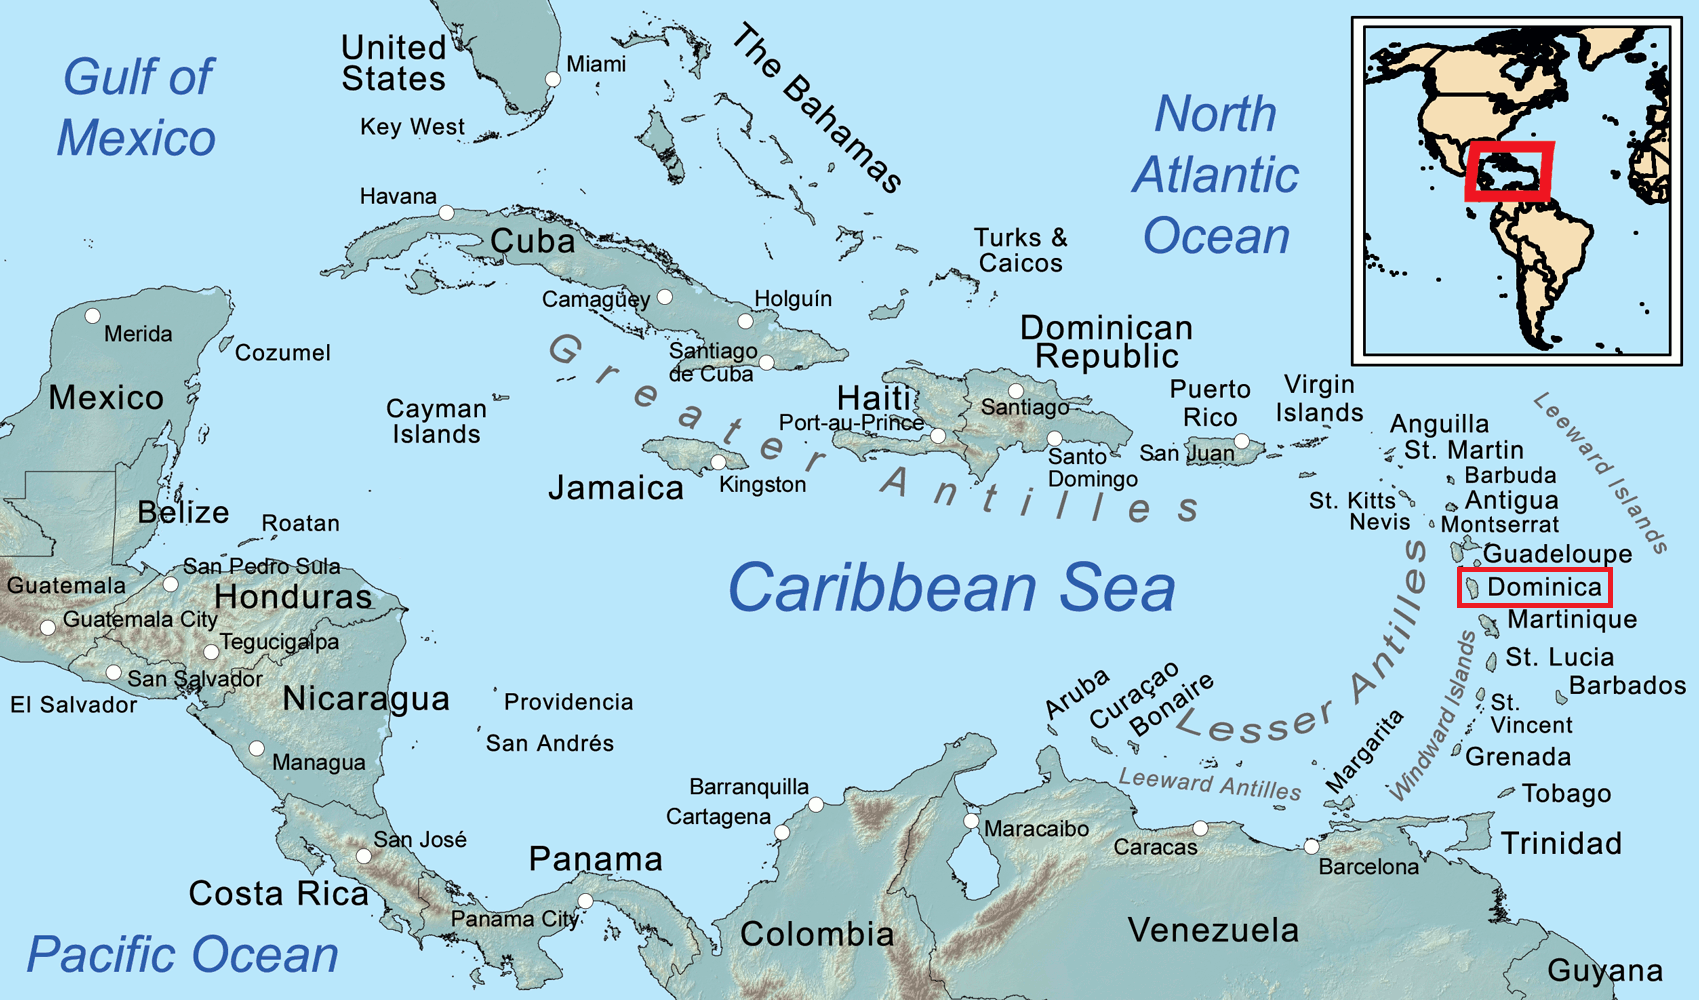 Gulf of
Mexico
United
States
Miami
Key West
The Bahamas
North
Atlantic
Ocean
Havana
Cuba
Camagüey
Holguín
Santiago
de Cuba
Turks &
Caicos
Merida
Cozumel
Mexico
Cayman
Islands
Greater Antilles
Jamaica
Kingston
Haiti
Port-au-Prince
Dominican
Republic
Santiago
Santo
Domingo
Puerto
Rico
San Juan
Virgin
Islands
Anguilla
St. Martin
Barbuda
St. Kitts
Antigua
Nevis
Montserrat
Leeward Islands
Guadeloupe
Dominica
Martinique
St. Lucia
Barbados
St.
Vincent
Grenada
Tobago
Trinidad
Lesser Antilles
Windward Islands
Caribbean Sea
Belize
Roatan
San Pedro Sula
Guatemala
Honduras
Guatemala City
Tegucigalpa
San Salvador
El Salvador
Nicaragua
Providencia
San Andrés
Managua
Aruba
Curaçao
Bonaire
Leeward Antilles
Margarita
Barranquilla
Cartagena
Maracaibo
Caracas
Barcelona
San José
Costa Rica
Panama
Panama City
Pacific Ocean
Colombia
Venezuela
Guyana